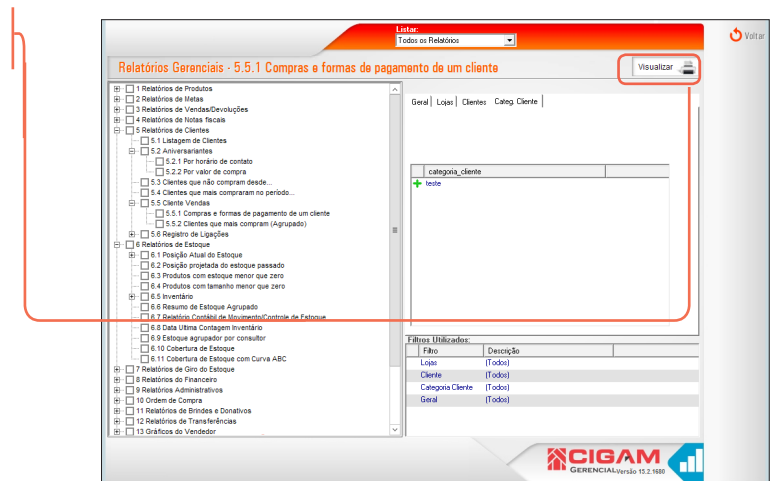 Listar:
Todos os Relatórios
Voltar
Relatórios Gerenciais - 5.5.1 Compras e formas de pagamento de um cliente
Visualizar
1 Relatórios de Produtos
2 Relatórios de Metas
3 Relatórios de Vendas/Devoluções
4 Relatórios de Notas fiscais
5 Relatórios de Clientes
5.1 Listagem de Clientes
5.2 Aniversariantes
5.2.1 Por horário de contato
5.2.2 Por valor de compra
5.3 Clientes que não compram desde...
5.4 Clientes que mais compraram no período...
5.5 Cliente Vendas
5.5.1 Compras e formas de pagamento de um cliente
5.5.2 Clientes que mais compram (Agrupado)
5.6 Registro de Ligações
6 Relatórios de Estoque
6.1 Posição Atual do Estoque
6.2 Posição projetada do estoque passado
6.3 Produtos com estoque menor que zero
6.4 Produtos com tamanho menor que zero
6.5 Inventário
6.6 Resumo de Estoque Agrupado
6.7 Relatório Contábil de Movimento/Controle de Estoque
6.8 Data Ultima Contagem Inventário
6.9 Estoque agrupador por consultor
6.10 Cobertura de Estoque
6.11 Cobertura de Estoque com Curva ABC
7 Relatórios de Giro do Estoque
8 Relatórios do Financeiro
9 Relatórios Administrativos
10 Ordem de Compra
11 Relatórios de Brindes e Donativos
12 Relatórios de Transferências
13 Gráficos do Vendedor
Geral Lojas Clientes Categ. Cliente
categoria_cliente
teste
Filtros Utilizados:
Filtro Descrição
Lojas (Todos)
Cliente (Todos)
Categoria Cliente (Todos)
Geral (Todos)
CIGAM
GERENCIAL Versão 13.2.1680